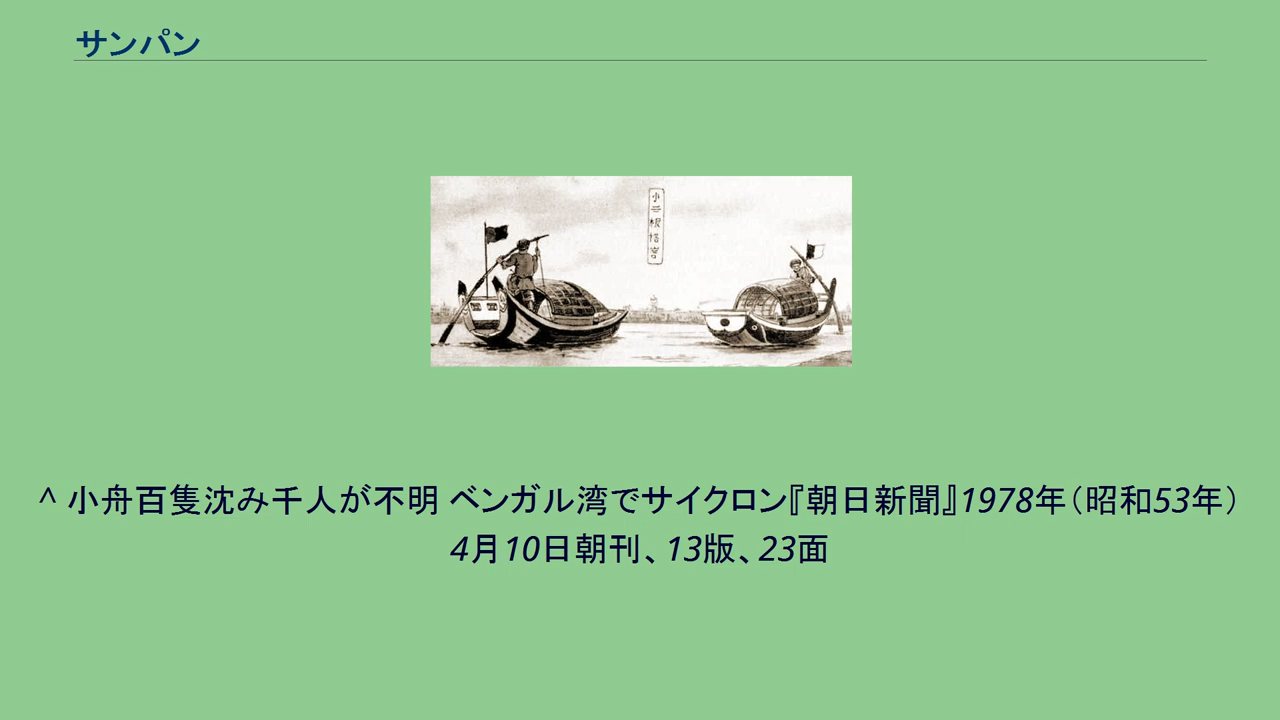 サンパン
^ 小舟百隻沈み千人が不明 ベンガル湾でサイクロン『朝日新聞』1978年（昭和53年）
4月10日朝刊、13版、23面